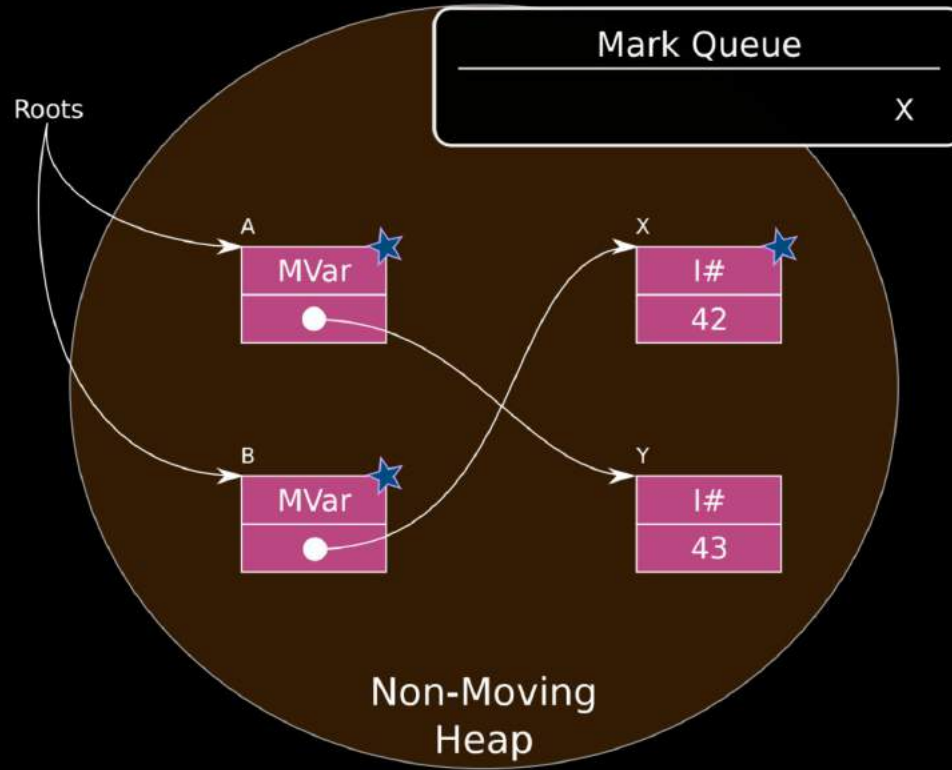 Mark Queue
X
Roots
A
MVar
X
I#
42
B
MVar
Y
I#
43
Non-Moving
Heap